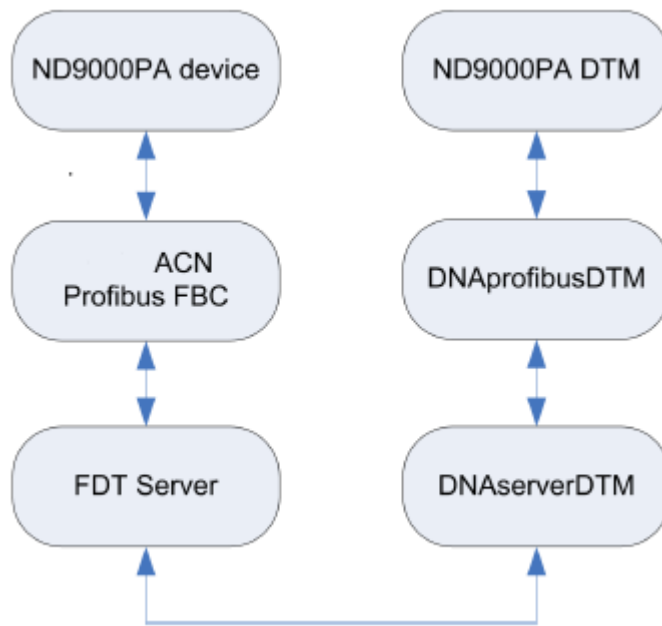 ND9000PA device
ND9000PA DTM
ACN
Profibus FBC
DNAprofibusDTM
FDT Server
DNAserverDTM